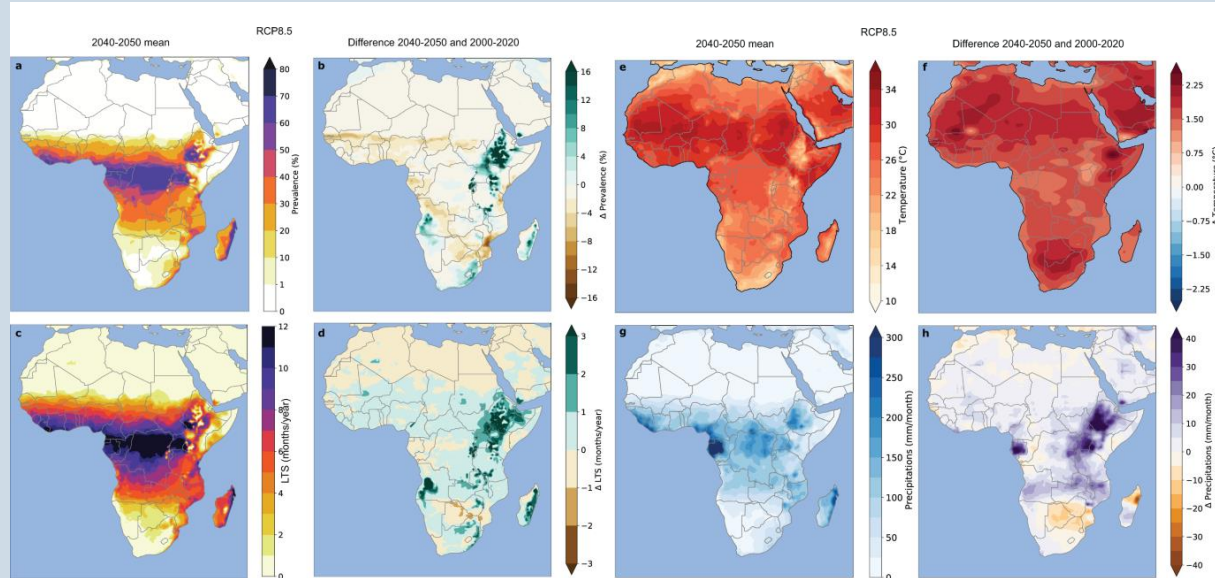 RCP8.5
2040-2050 mean
Difference 2040-2050 and 2000-2020
RCP8.5
2040-2050 mean
Difference 2040-2050 and 2000-2020
a
80
70
60
50
40
30
20
10
1
0
Prevalence (%)
b
16
12
8
4
0
−4
−8
−12
−16
Δ Prevalence (%)
e
34
30
26
22
18
14
10
Temperature (°C)
f
2.25
1.50
0.75
0.00
−0.75
−1.50
−2.25
Δ Temperature (°C)
c
12
10
8
6
4
2
0
LTS (months/year)
d
3
2
1
0
−1
−2
−3
Δ LTS (months/year)
g
300
250
200
150
100
50
0
Precipitations (mm/month)
h
40
30
20
10
0
−10
−20
−30
−40
Δ Precipitations (mm/month)